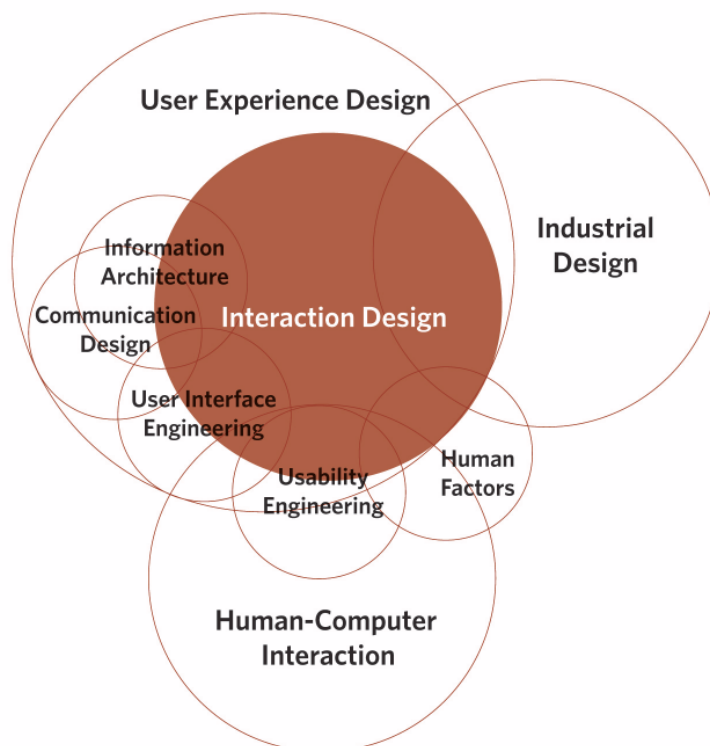 User Experience Design
Industrial
Design
Information
Architecture
Communication
Design
Interaction Design
User Interface
Engineering
Usability
Engineering
Human
Factors
Human-Computer
Interaction